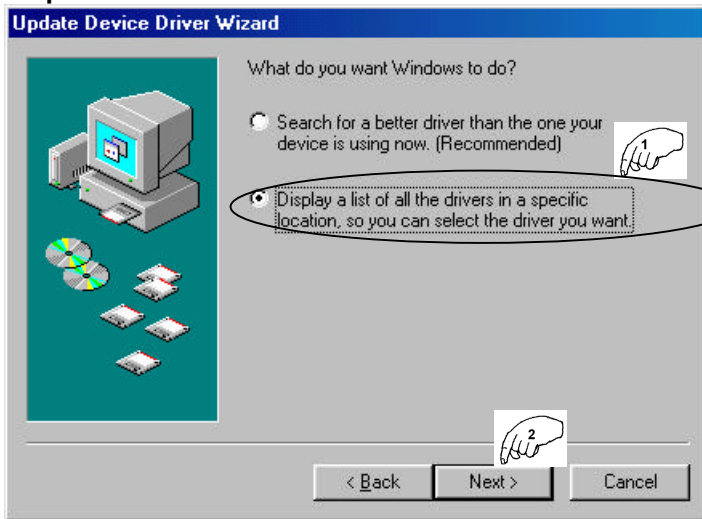 Update Device Driver Wizard
What do you want Windows to do?
Search for a better driver than the one your
device is using now. (Recommended)
1
Display a list of all the drivers in a specific
location, so you can select the driver you want.
2
< Back
Next >
Cancel